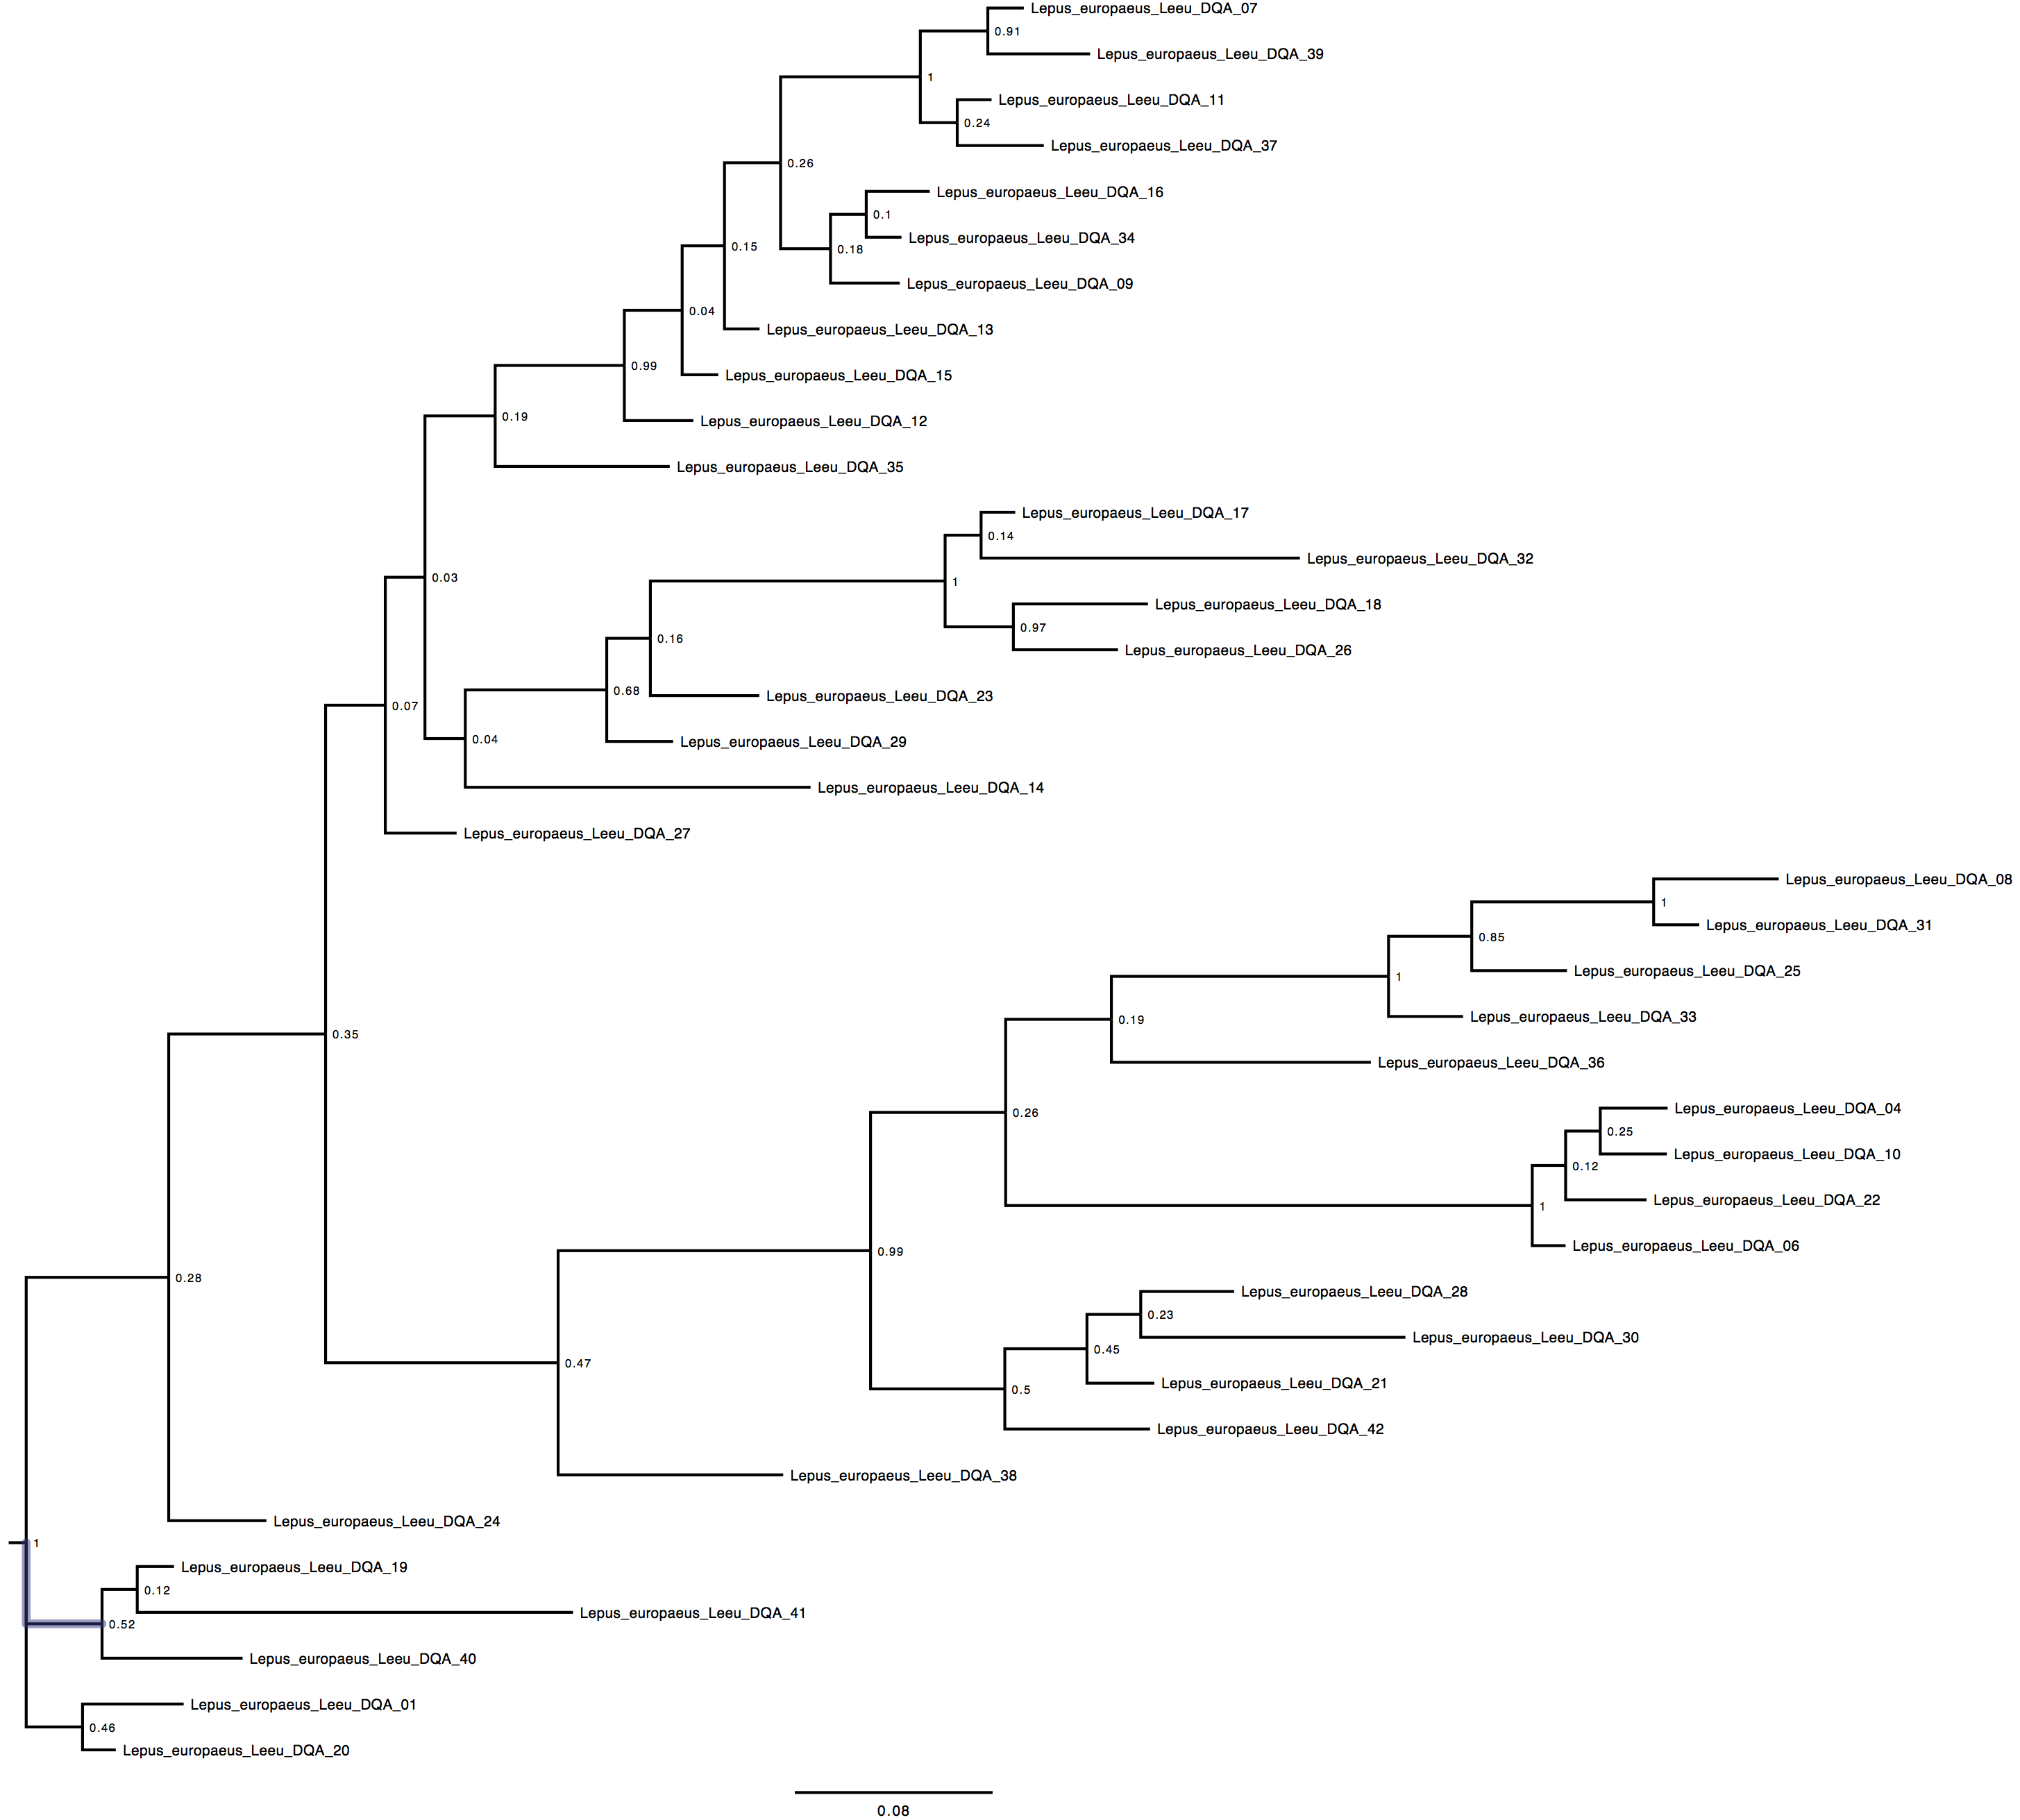 Lepus_europaeus_Leeu_DQA_07
0.91
Lepus_europaeus_Leeu_DQA_39
1
Lepus_europaeus_Leeu_DQA_11
0.24
Lepus_europaeus_Leeu_DQA_37
0.26
Lepus_europaeus_Leeu_DQA_16
0.1
Lepus_europaeus_Leeu_DQA_34
0.15
0.18
Lepus_europaeus_Leeu_DQA_09
0.04
Lepus_europaeus_Leeu_DQA_13
0.99
Lepus_europaeus_Leeu_DQA_15
0.19
Lepus_europaeus_Leeu_DQA_12
Lepus_europaeus_Leeu_DQA_35
Lepus_europaeus_Leeu_DQA_17
0.14
Lepus_europaeus_Leeu_DQA_32
0.03
1
Lepus_europaeus_Leeu_DQA_18
0.97
0.16
Lepus_europaeus_Leeu_DQA_26
0.68
Lepus_europaeus_Leeu_DQA_23
0.07
0.04
Lepus_europaeus_Leeu_DQA_29
Lepus_europaeus_Leeu_DQA_14
Lepus_europaeus_Leeu_DQA_27
Lepus_europaeus_Leeu_DQA_08
1
Lepus_europaeus_Leeu_DQA_31
0.85
Lepus_europaeus_Leeu_DQA_25
1
Lepus_europaeus_Leeu_DQA_33
0.19
0.35
Lepus_europaeus_Leeu_DQA_36
0.26
Lepus_europaeus_Leeu_DQA_04
0.25
Lepus_europaeus_Leeu_DQA_10
0.12
Lepus_europaeus_Leeu_DQA_22
1
Lepus_europaeus_Leeu_DQA_06
0.99
0.28
Lepus_europaeus_Leeu_DQA_28
0.23
Lepus_europaeus_Leeu_DQA_30
0.45
0.47
Lepus_europaeus_Leeu_DQA_21
0.5
Lepus_europaeus_Leeu_DQA_42
Lepus_europaeus_Leeu_DQA_38
Lepus_europaeus_Leeu_DQA_24
1
Lepus_europaeus_Leeu_DQA_19
0.12
Lepus_europaeus_Leeu_DQA_41
0.52
Lepus_europaeus_Leeu_DQA_40
Lepus_europaeus_Leeu_DQA_01
0.46
Lepus_europaeus_Leeu_DQA_20
0.08